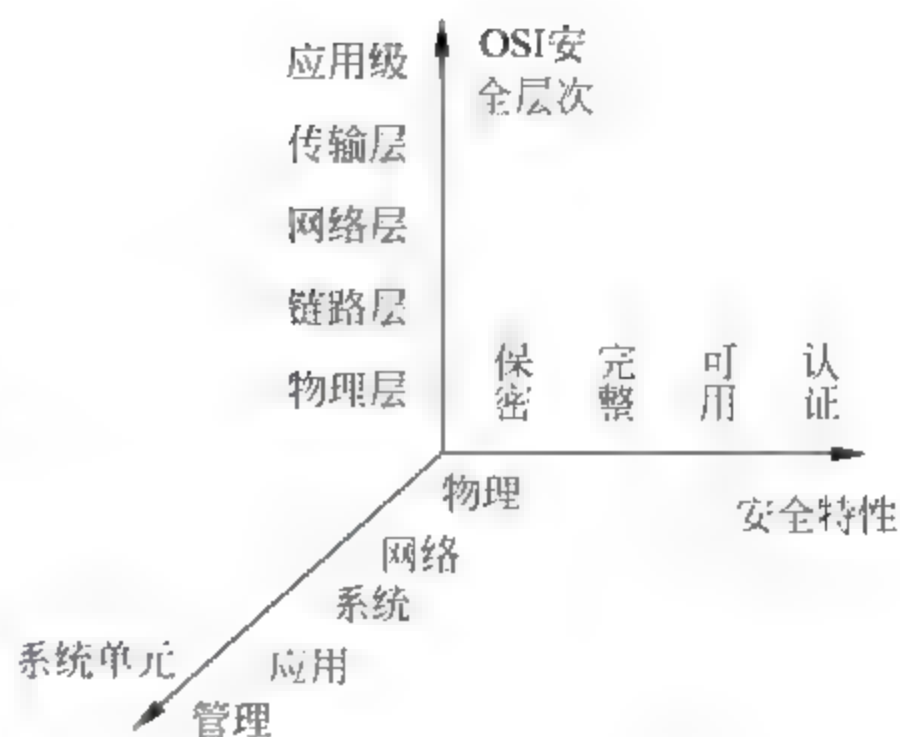 应用级
OSI安
全层次
传输层
网络层
链路层
物理层
保密
完整
可用
认证
物理
安全特性
网络
系统
系统单元
应用
管理